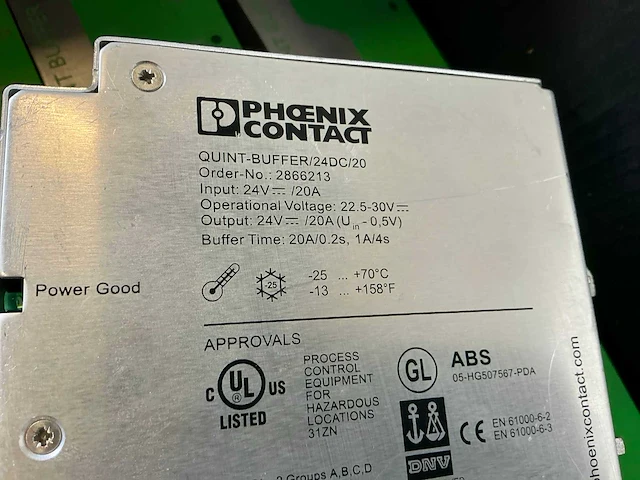 PHŒNIX
CONTACT
QUINT-BUFFER/24DC/20
Order-No.: 2866213
Input: 24V⎓ /20A
Operational Voltage: 22.5-30V⎓
Output: 24V⎓ /20A (Uin - 0,5V)
Buffer Time: 20A/0.2s, 1A/4s
-25
-25 ... +70°C
-13 ... +158°F
Power Good
APPROVALS
C UL® US
LISTED
PROCESS
CONTROL
EQUIPMENT
FOR
HAZARDOUS
LOCATIONS
31ZN
GL
ABS
05-HG507567-PDA
DNV
CE
EN 61000-6-2
EN 61000-6-3
Groups A,B,C,D
phoenixcontact.com